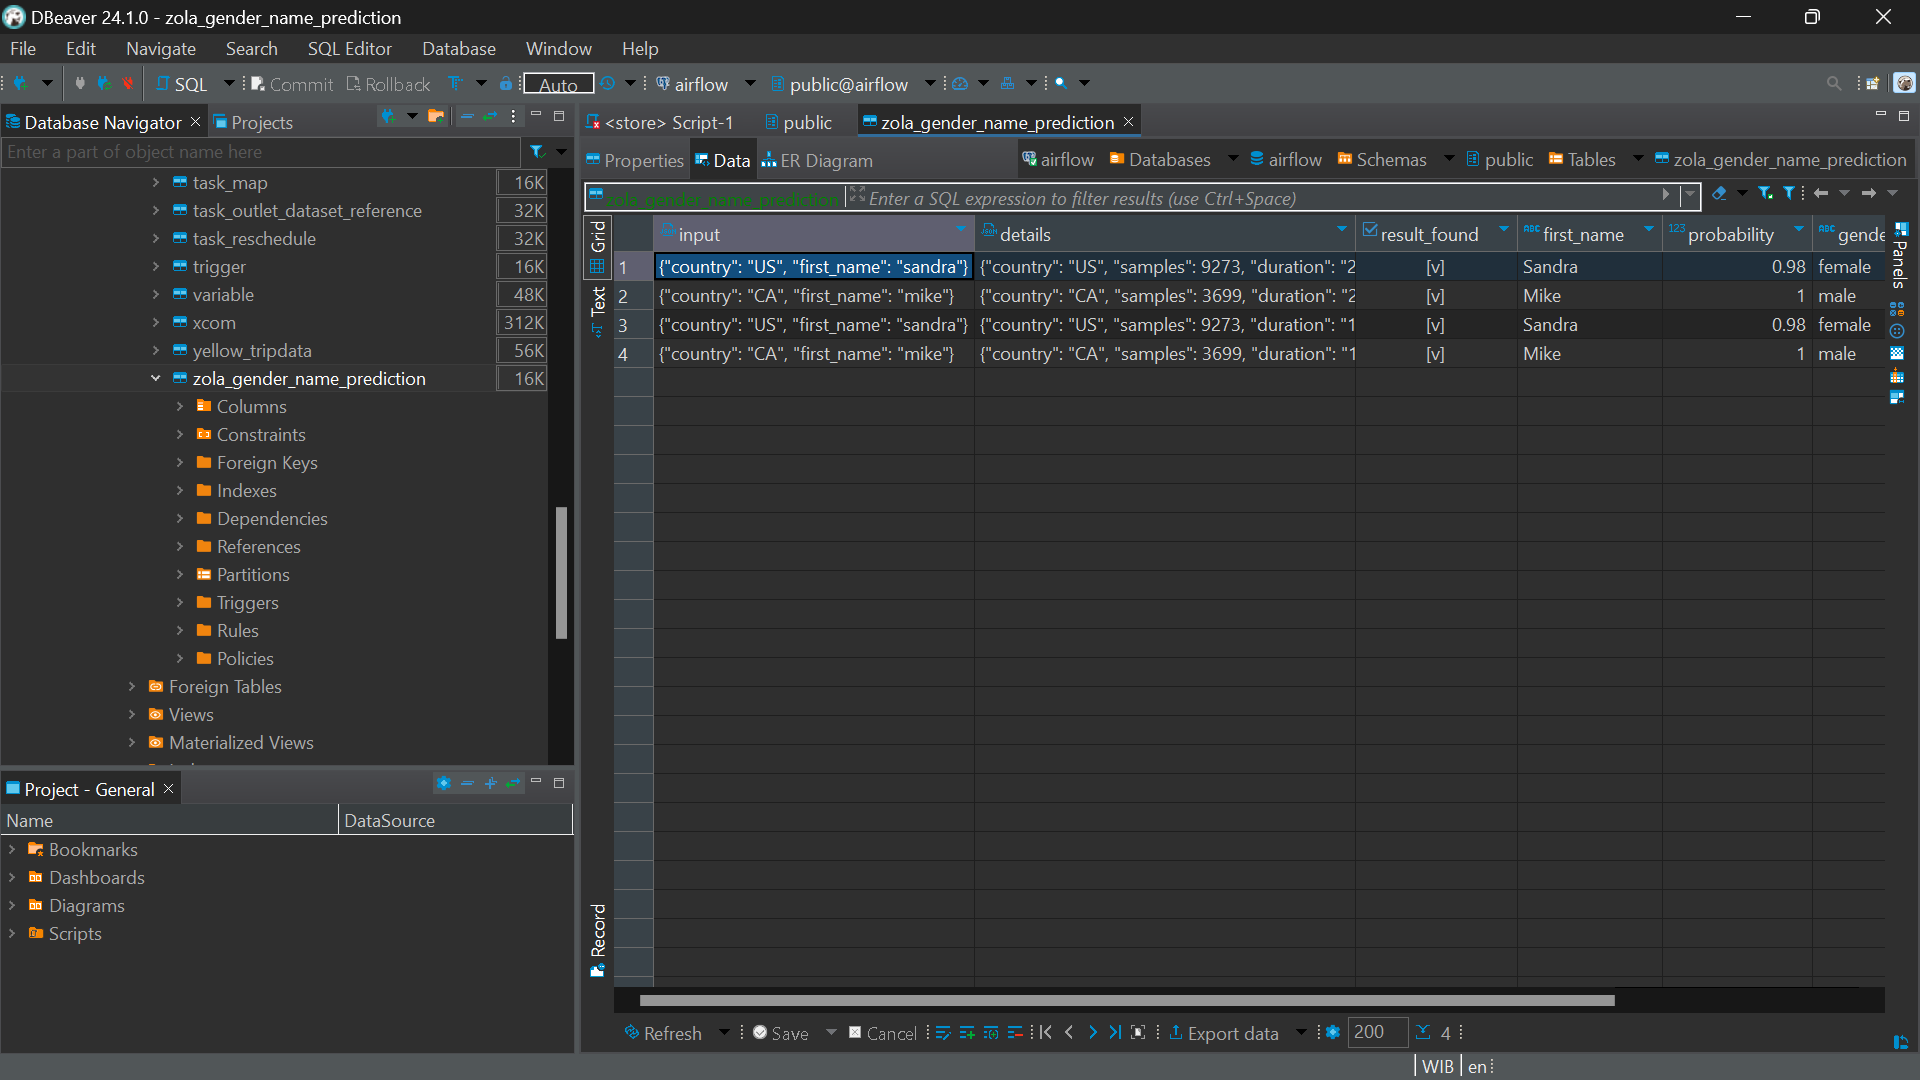 DBeaver 24.1.0 - zola_gender_name_prediction
File Edit Navigate Search SQL Editor Database Window Help
SQL Commit Rollback Auto airflow public@airflow
Database Navigator Projects
Enter a part of object name here
task_map 16K
task_outlet_dataset_reference 32K
task_reschedule 32K
trigger 16K
variable 48K
xcom 312K
yellow_tripdata 56K
zola_gender_name_prediction 16K
Columns
Constraints
Foreign Keys
Indexes
Dependencies
References
Partitions
Triggers
Rules
Policies
Foreign Tables
Views
Materialized Views
Project - General
Name DataSource
Bookmarks
Dashboards
Diagrams
Scripts
<store> Script-1 public zola_gender_name_prediction
Properties Data ER Diagram airflow Databases airflow Schemas public Tables zola_gender_name_prediction
zola_gender_name_prediction Enter a SQL expression to filter results (use Ctrl+Space)
Grid
Text
Record
Panels
input details result_found first_name probability gende
1 {"country": "US", "first_name": "sandra"} {"country": "US", "samples": 9273, "duration": "2 [v] Sandra 0.98 female
2 {"country": "CA", "first_name": "mike"} {"country": "CA", "samples": 3699, "duration": "2 [v] Mike 1 male
3 {"country": "US", "first_name": "sandra"} {"country": "US", "samples": 9273, "duration": "1 [v] Sandra 0.98 female
4 {"country": "CA", "first_name": "mike"} {"country": "CA", "samples": 3699, "duration": "1 [v] Mike 1 male
Refresh Save Cancel Export data 200 4
WIB en